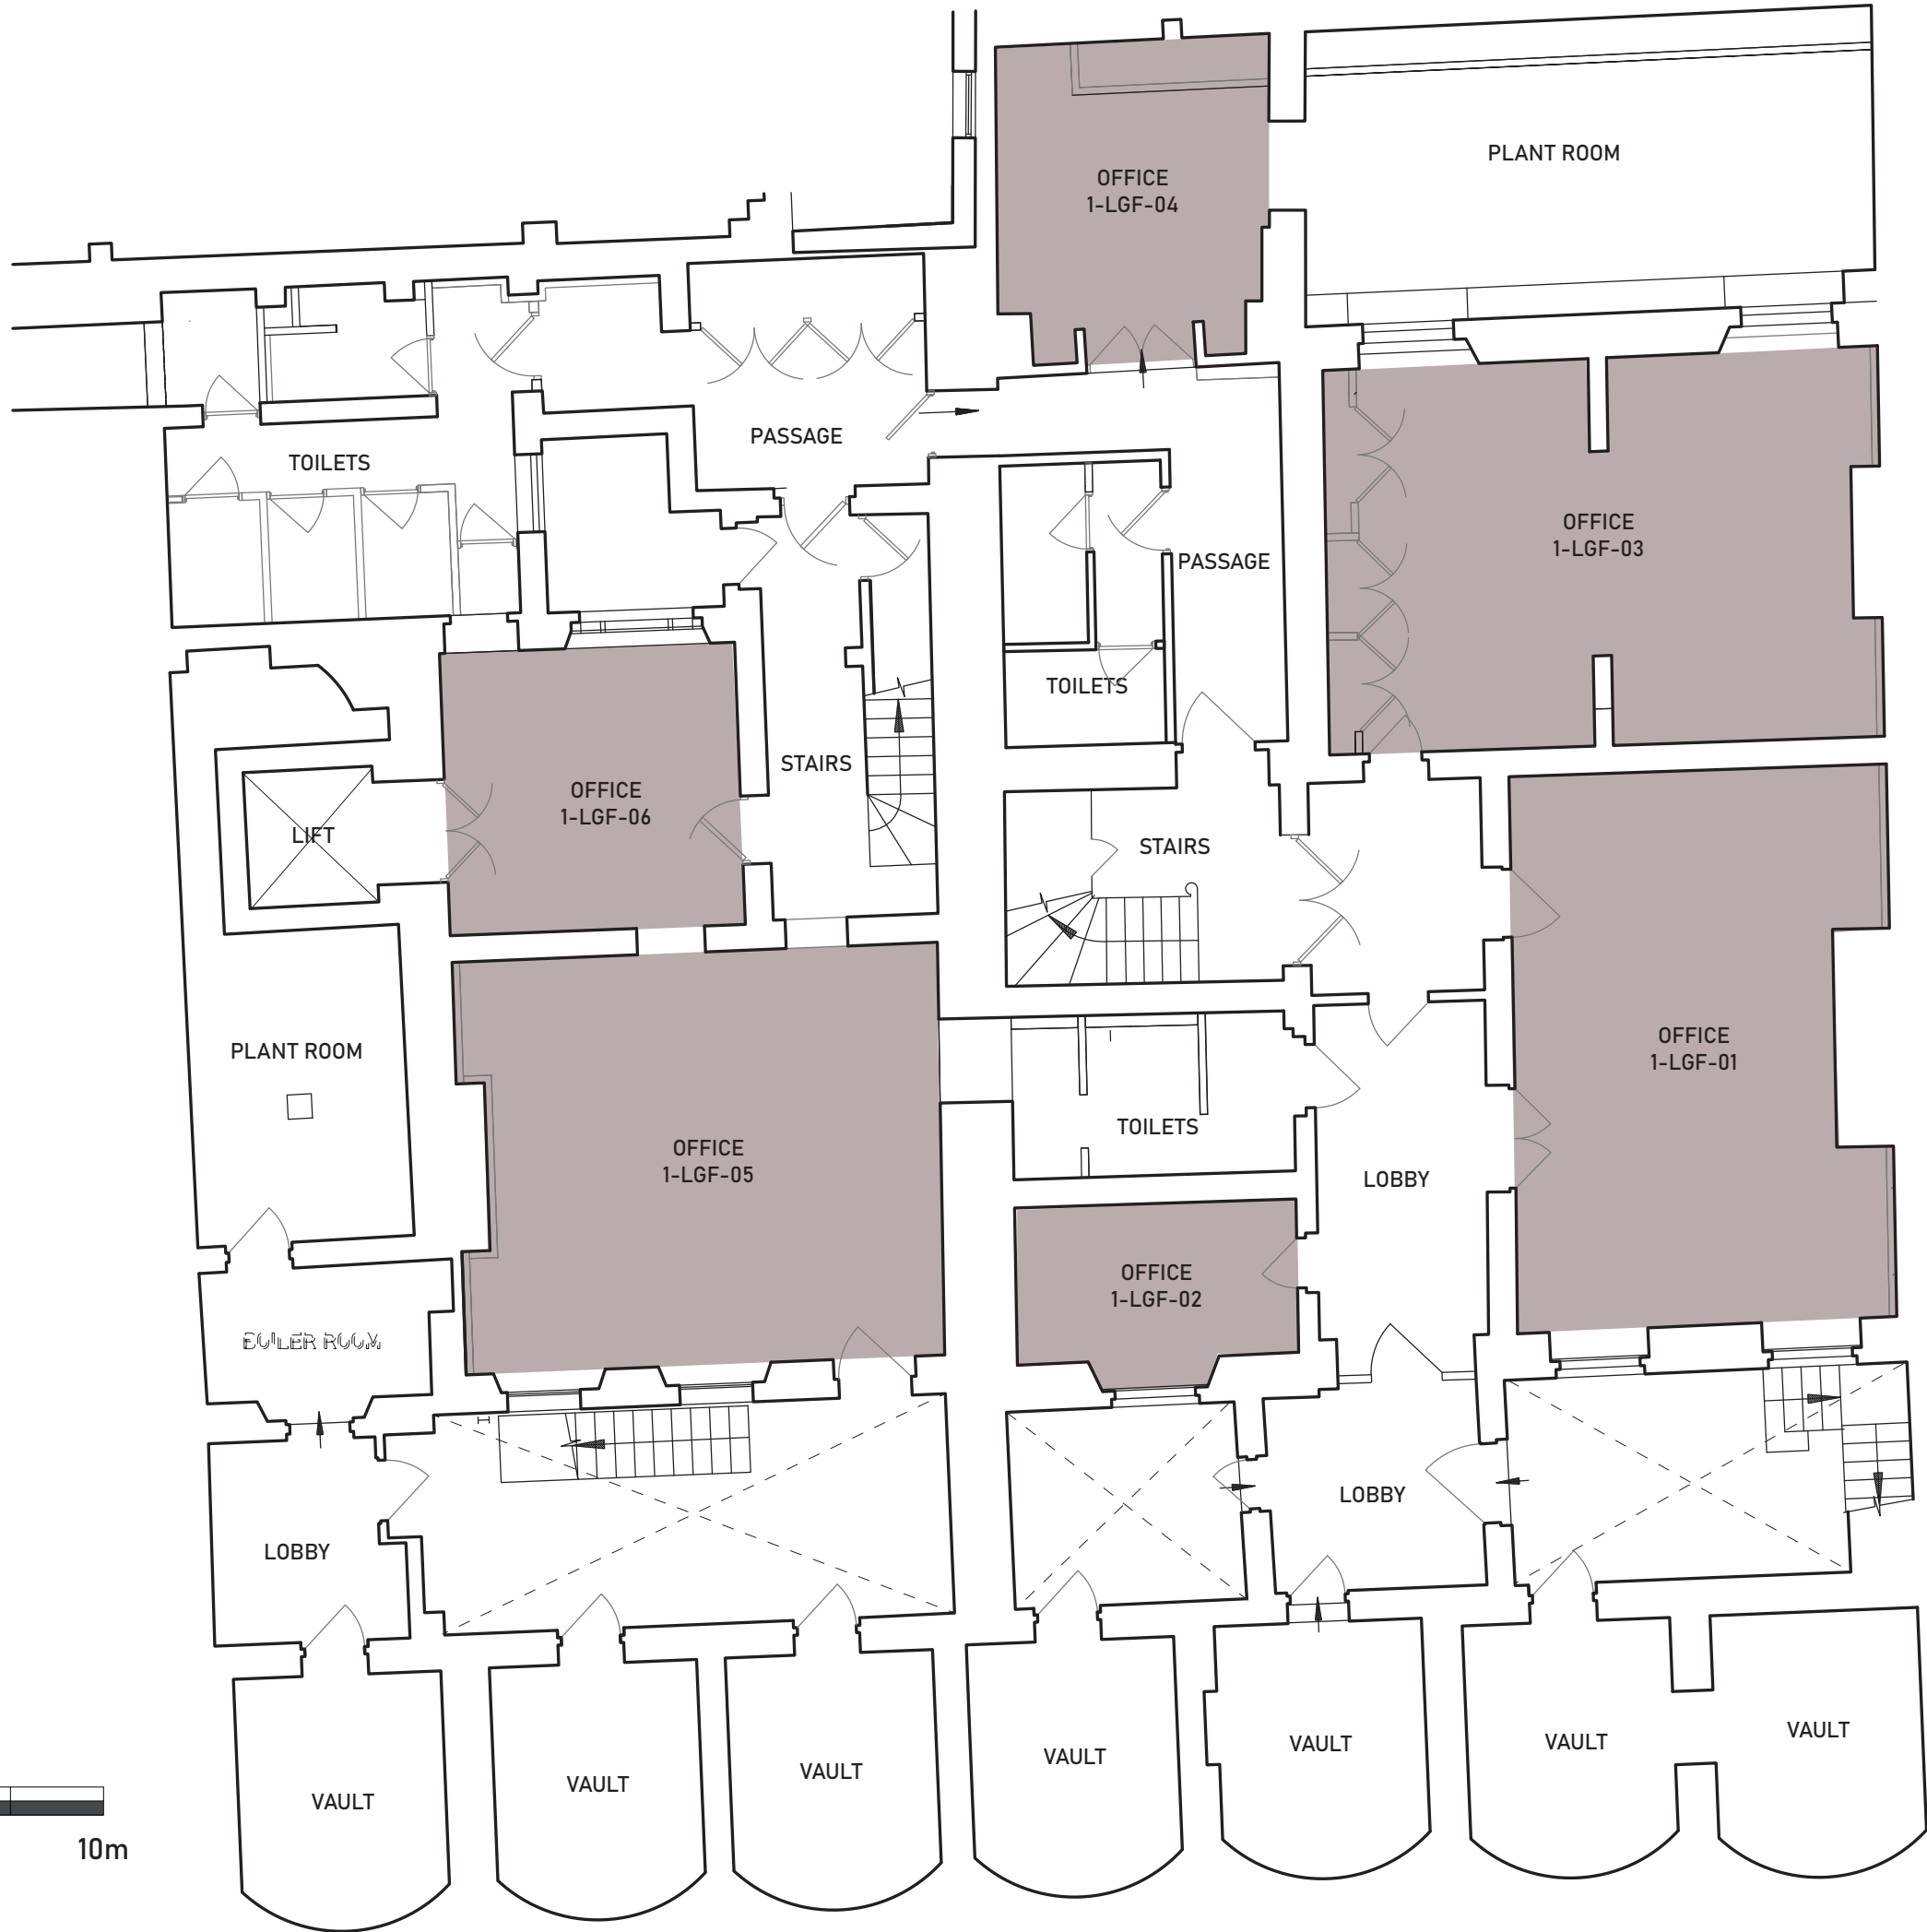 PLANT ROOM
OFFICE
1-LGF-04
PASSAGE
TOILETS
OFFICE
1-LGF-03
PASSAGE
TOILETS
STAIRS
OFFICE
1-LGF-06
LIFT
STAIRS
OFFICE
1-LGF-01
PLANT ROOM
OFFICE
1-LGF-05
TOILETS
LOBBY
OFFICE
1-LGF-02
BOILER ROOM
LOBBY
LOBBY
VAULT
VAULT
VAULT
VAULT
VAULT
VAULT
VAULT
10m